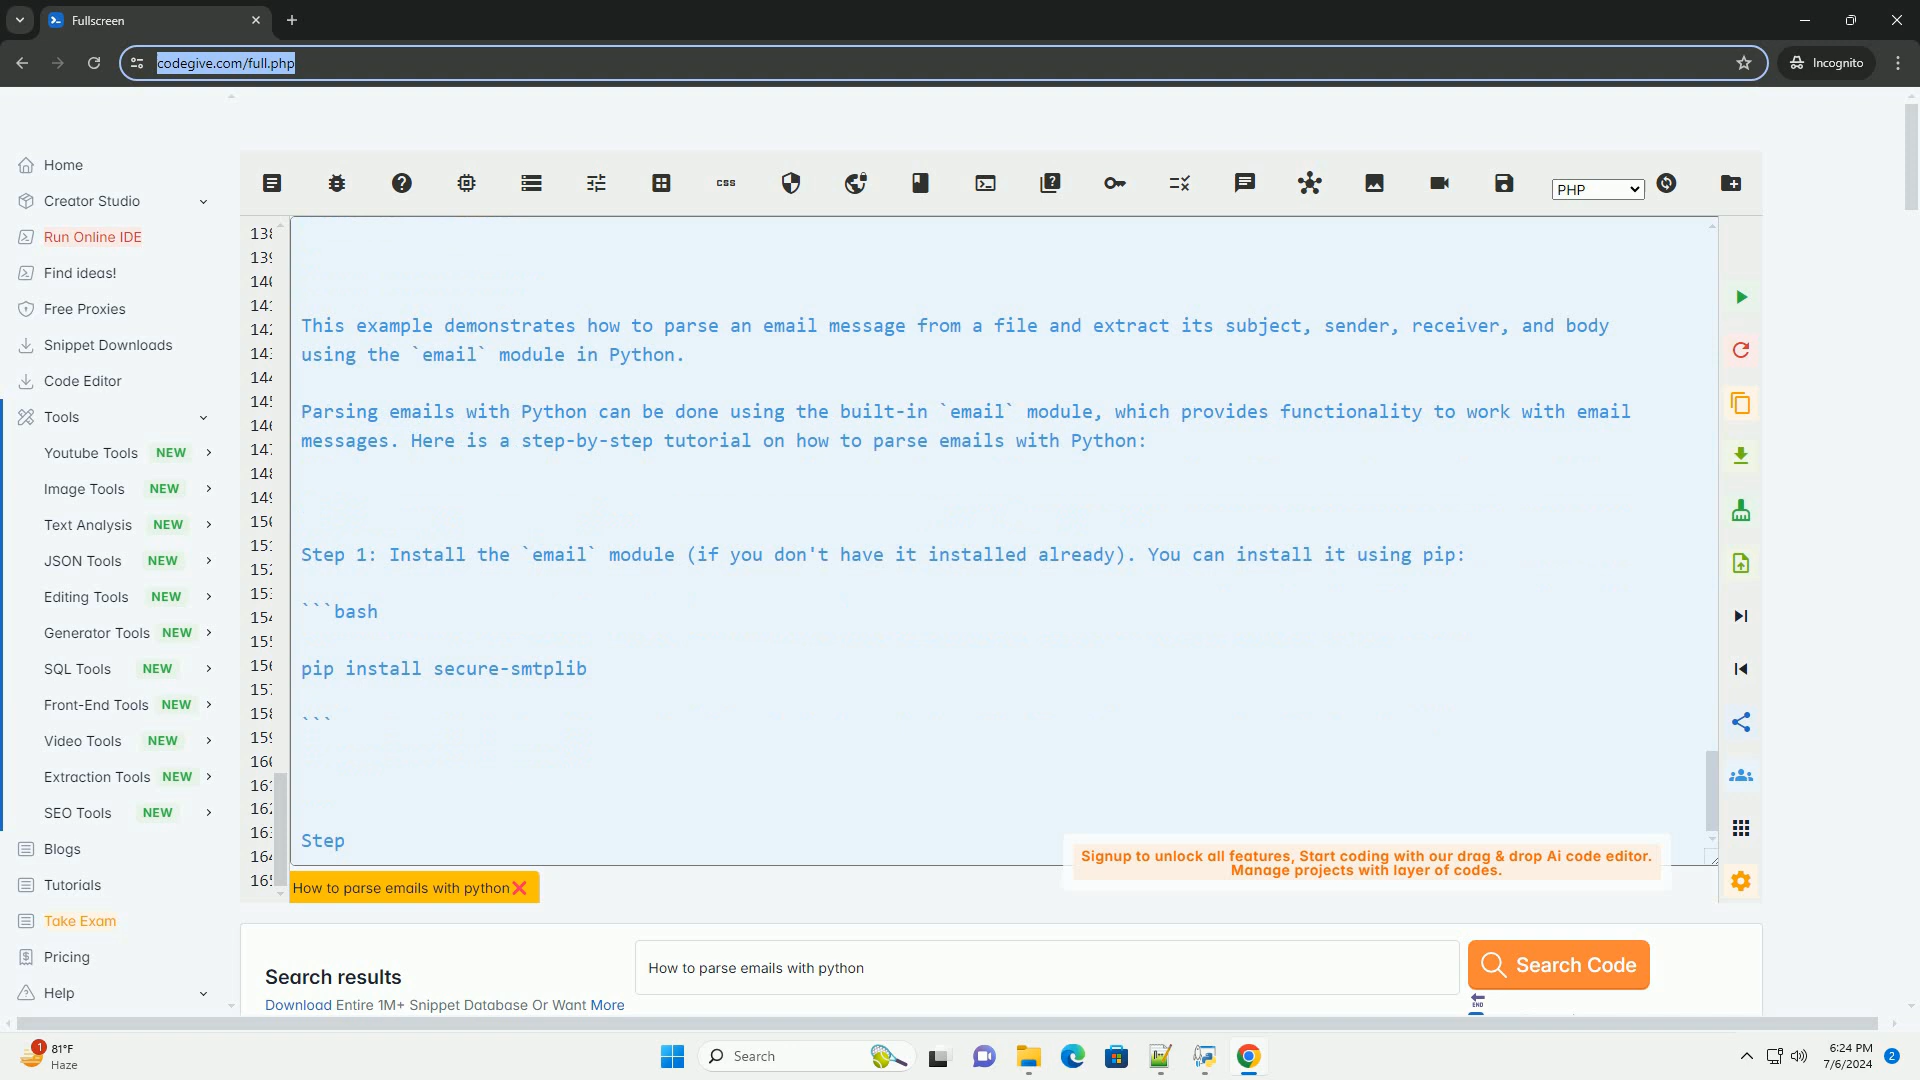 Fullscreen
codegive.com/full.php
Incognito
Home
Creator Studio
Run Online IDE
Find ideas!
Free Proxies
Snippet Downloads
Code Editor
Tools
Youtube Tools NEW
Image Tools NEW
Text Analysis NEW
JSON Tools NEW
Editing Tools NEW
Generator Tools NEW
SQL Tools NEW
Front-End Tools NEW
Video Tools NEW
Extraction Tools NEW
SEO Tools NEW
Blogs
Tutorials
Take Exam
Pricing
Help
css
PHP
This example demonstrates how to parse an email message from a file and extract its subject, sender, receiver, and body
using the `email` module in Python.
Parsing emails with Python can be done using the built-in `email` module, which provides functionality to work with email
messages. Here is a step-by-step tutorial on how to parse emails with Python:
Step 1: Install the `email` module (if you don't have it installed already). You can install it using pip:
```bash
pip install secure-smtplib
```
Step
Signup to unlock all features, Start coding with our drag & drop Ai code editor.
Manage projects with layer of codes.
How to parse emails with python
Search results
Download Entire 1M+ Snippet Database Or Want More
How to parse emails with python
Search Code
END
1
81°F
Haze
Search
6:24 PM
7/6/2024
2